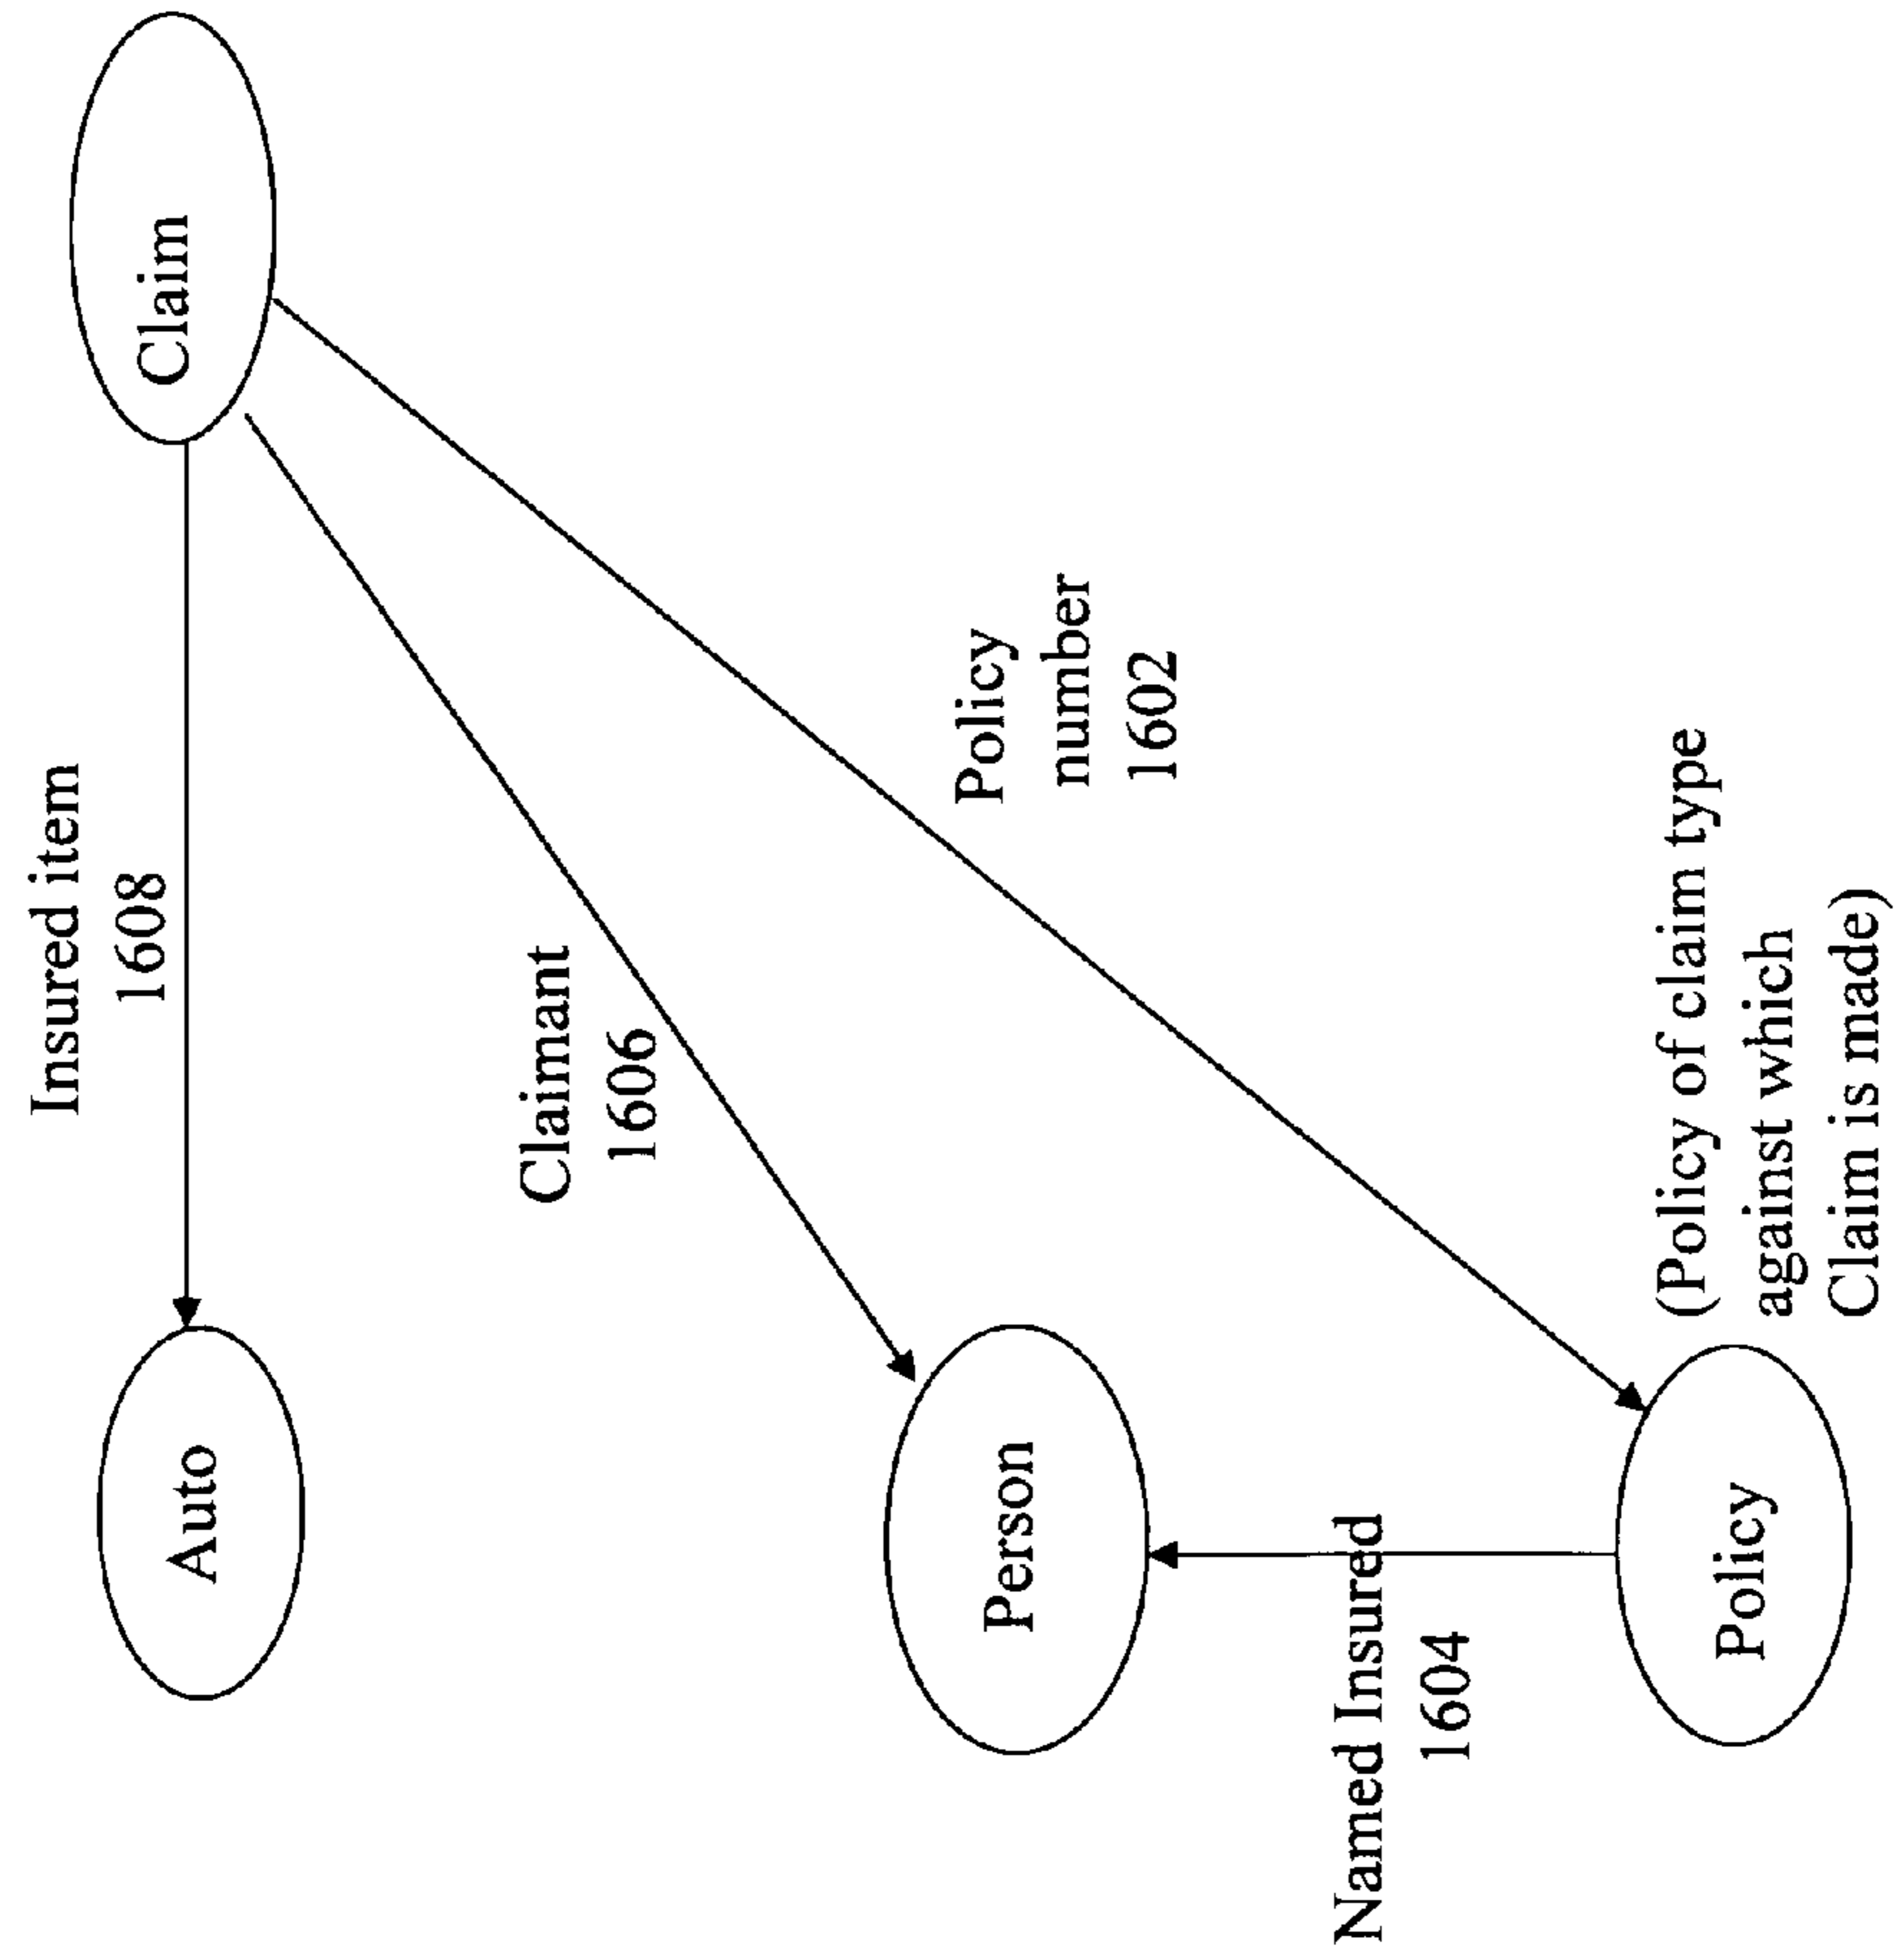 Claim
Insured item
1608
Claimant
1606
Policy
number
1602
Auto
Person
Named Insured
1604
Policy
(Policy of claim type
against which
Claim is made)